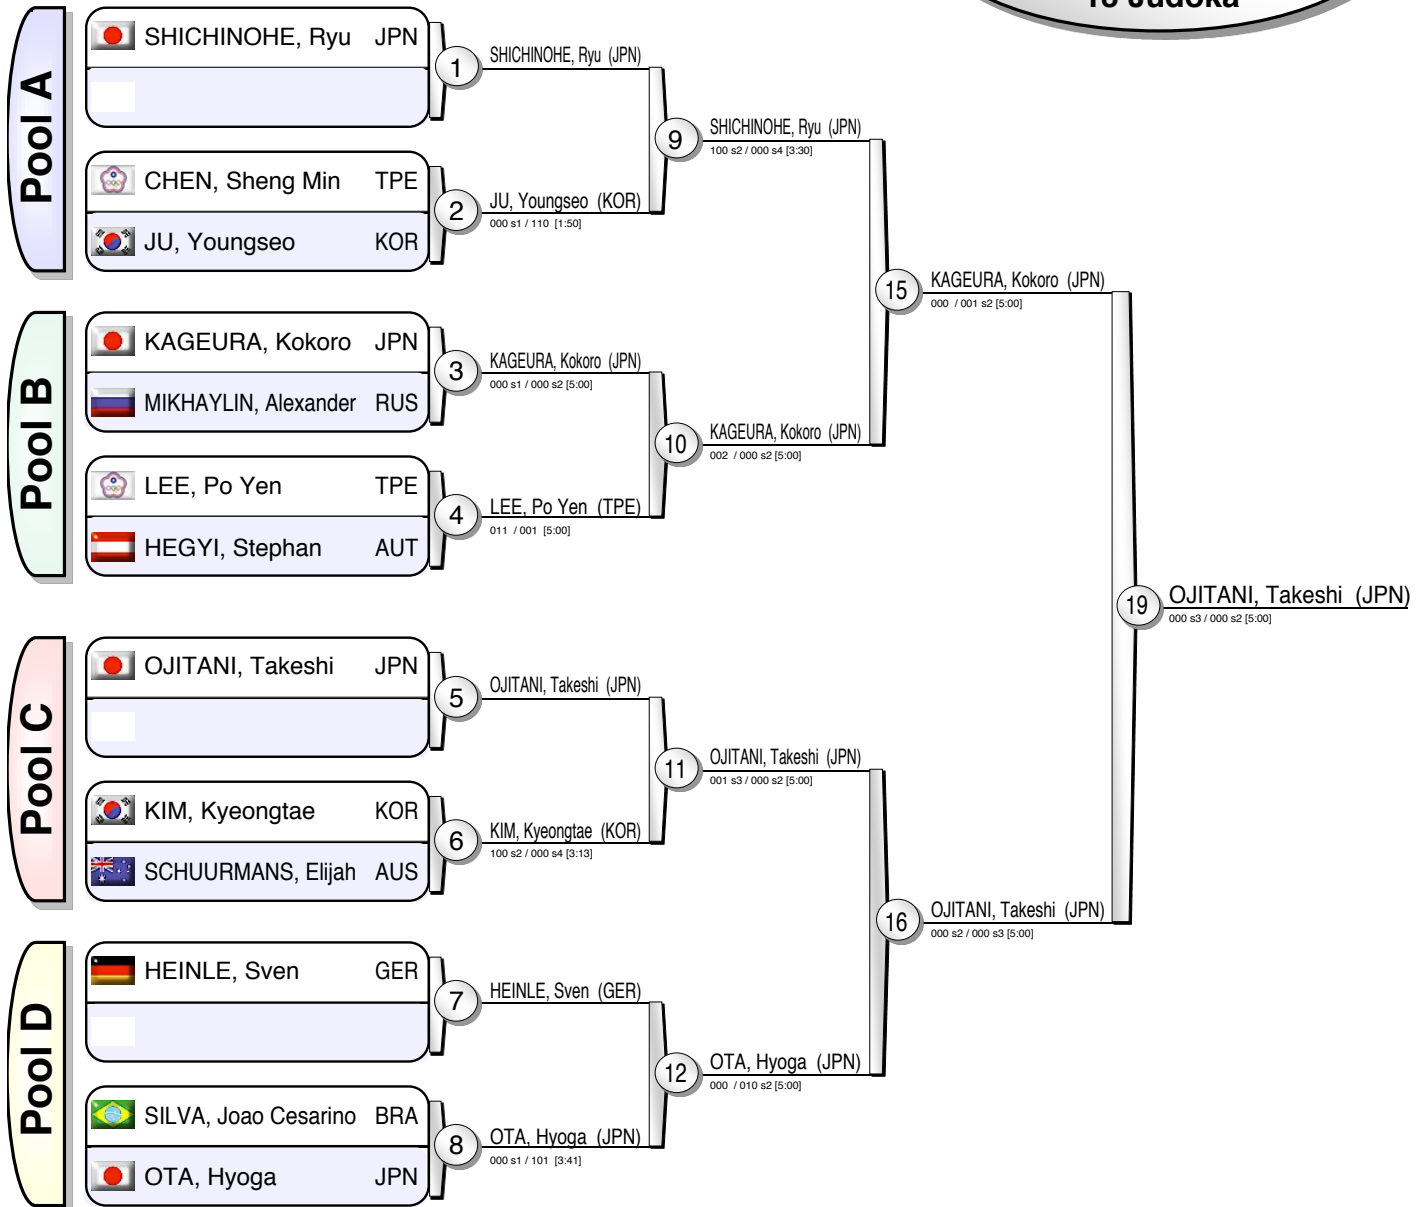 13 Judoka
Pool A
SHICHINOHE, Ryu JPN
1
SHICHINOHE, Ryu (JPN)
CHEN, Sheng Min TPE
JU, Youngseo KOR
2
JU, Youngseo (KOR)
000 s1 / 110 [1:50]
9
SHICHINOHE, Ryu (JPN)
100 s2 / 000 s4 [3:30]
Pool B
KAGEURA, Kokoro JPN
MIKHAYLIN, Alexander RUS
3
KAGEURA, Kokoro (JPN)
000 s1 / 000 s2 [5:00]
LEE, Po Yen TPE
HEGYI, Stephan AUT
4
LEE, Po Yen (TPE)
011 / 001 [5:00]
10
KAGEURA, Kokoro (JPN)
002 / 000 s2 [5:00]
15
KAGEURA, Kokoro (JPN)
000 / 001 s2 [5:00]
19
OJITANI, Takeshi (JPN)
000 s3 / 000 s2 [5:00]
Pool C
OJITANI, Takeshi JPN
5
OJITANI, Takeshi (JPN)
KIM, Kyeongtae KOR
SCHUURMANS, Elijah AUS
6
KIM, Kyeongtae (KOR)
100 s2 / 000 s4 [3:13]
11
OJITANI, Takeshi (JPN)
001 s3 / 000 s2 [5:00]
16
OJITANI, Takeshi (JPN)
000 s2 / 000 s3 [5:00]
Pool D
HEINLE, Sven GER
7
HEINLE, Sven (GER)
SILVA, Joao Cesarino BRA
OTA, Hyoga JPN
8
OTA, Hyoga (JPN)
000 s1 / 101 [3:41]
12
OTA, Hyoga (JPN)
000 / 010 s2 [5:00]